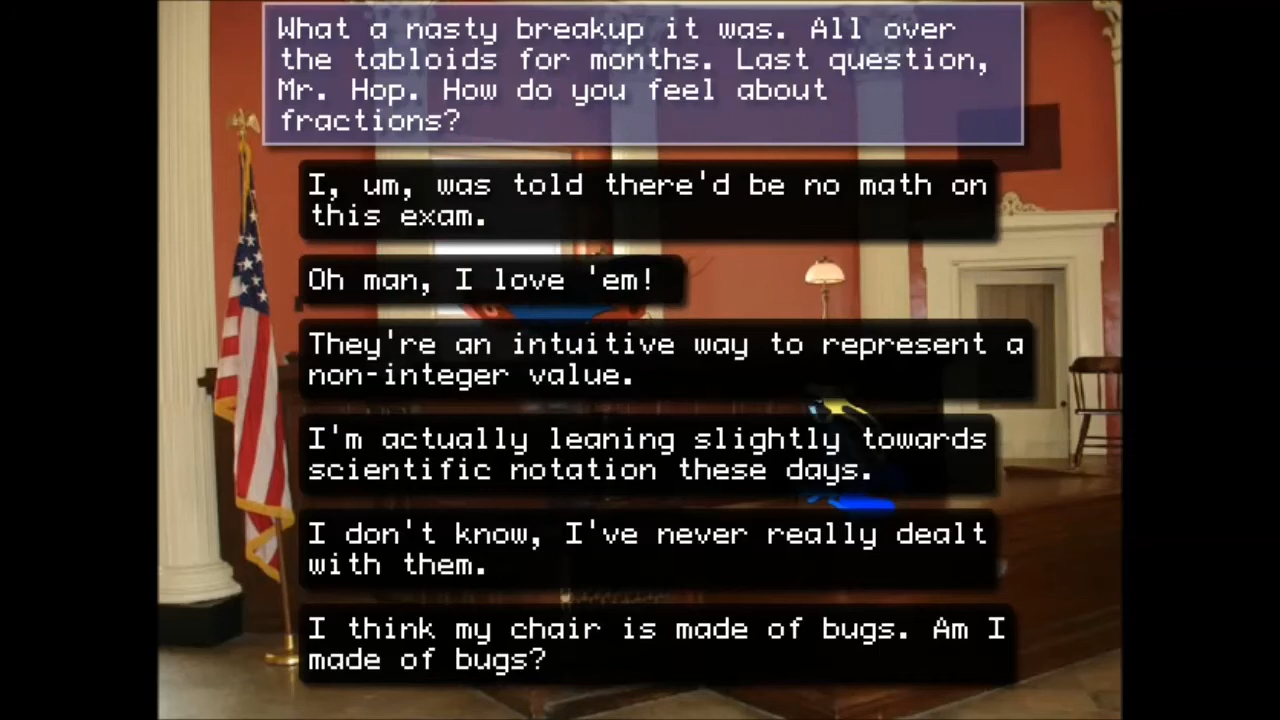 What a nasty breakup it was. All over
the tabloids for months. Last question,
Mr. Hop. How do you feel about
fractions?
I, um, was told there'd be no math on
this exam.
Oh man, I love 'em!
They're an intuitive way to represent a
non-integer value.
I'm actually leaning slightly towards
scientific notation these days.
I don't know, I've never really dealt
with them.
I think my chair is made of bugs. Am I
made of bugs?